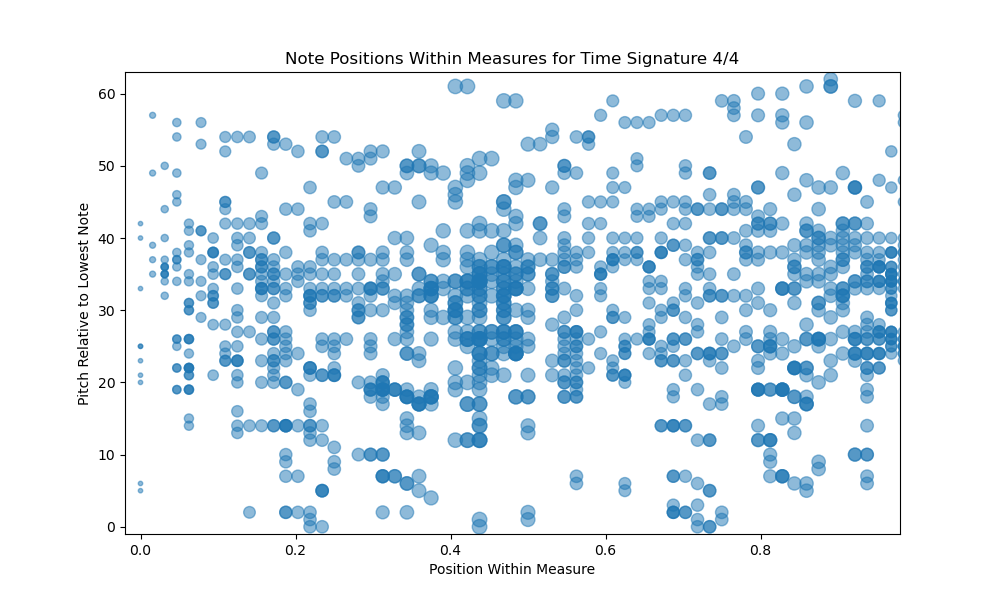 Note Positions Within Measures for Time Signature 4/4
Pitch Relative to Lowest Note
60
50
40
30
20
10
0
0.0 0.2 0.4 0.6 0.8
Position Within Measure